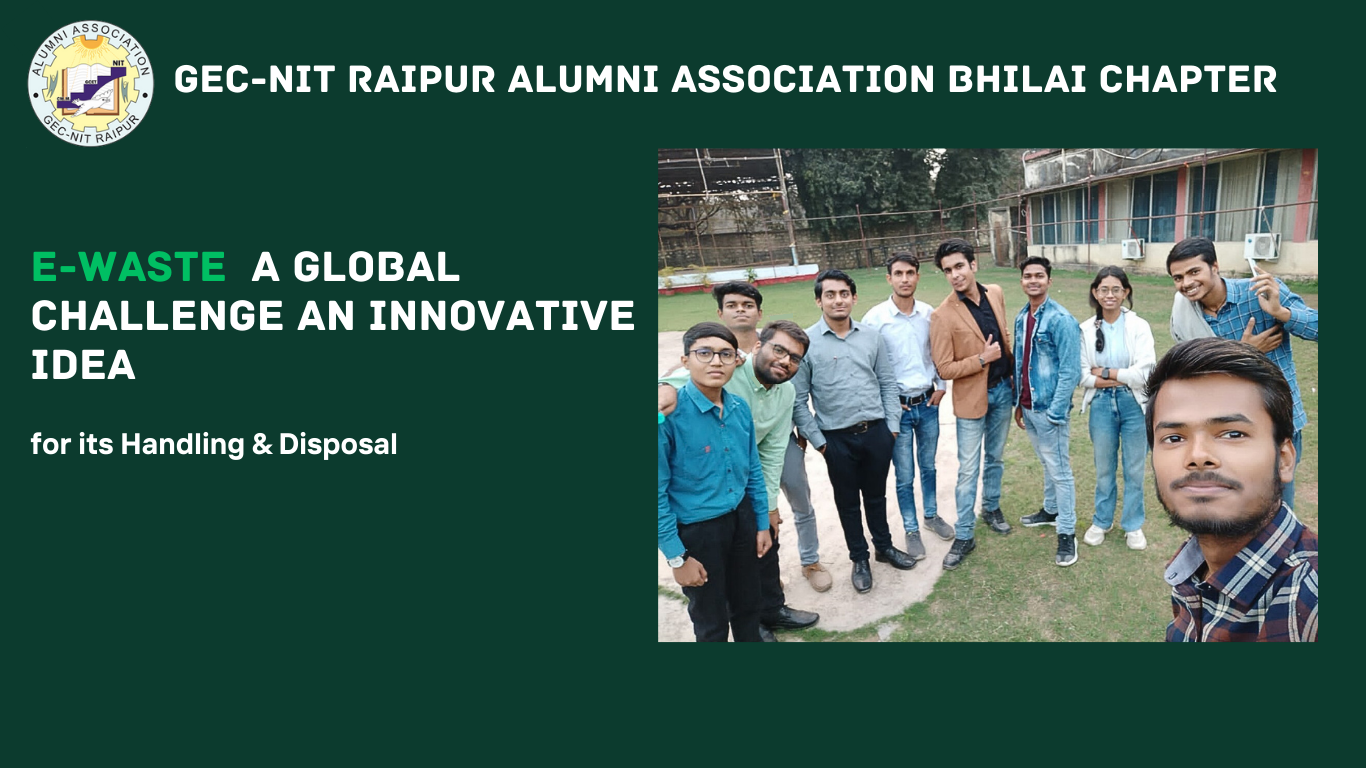 ALUMNI ASSOCIATION
NIT
GEC-NIT RAIPUR
GEC-NIT RAIPUR ALUMNI ASSOCIATION BHILAI CHAPTER
E-WASTE A GLOBAL
CHALLENGE AN INNOVATIVE
IDEA
for its Handling & Disposal